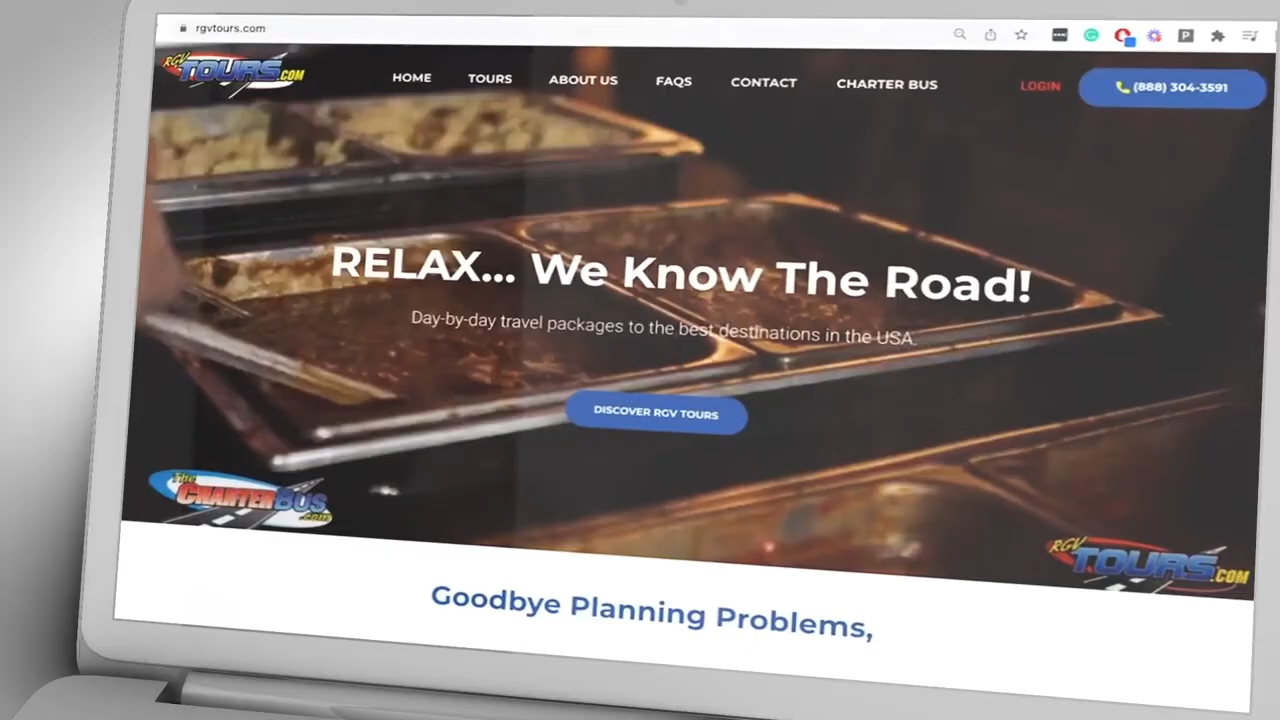 rgvtours.com
RGV TOURS.COM
HOME TOURS ABOUT US FAQS CONTACT CHARTER BUS LOGIN (888) 304-3591
RELAX... We Know The Road!
Day-by-day travel packages to the best destinations in the USA.
DISCOVER RGV TOURS
The CHARTERBUS .com
RGV TOURS.COM
Goodbye Planning Problems,